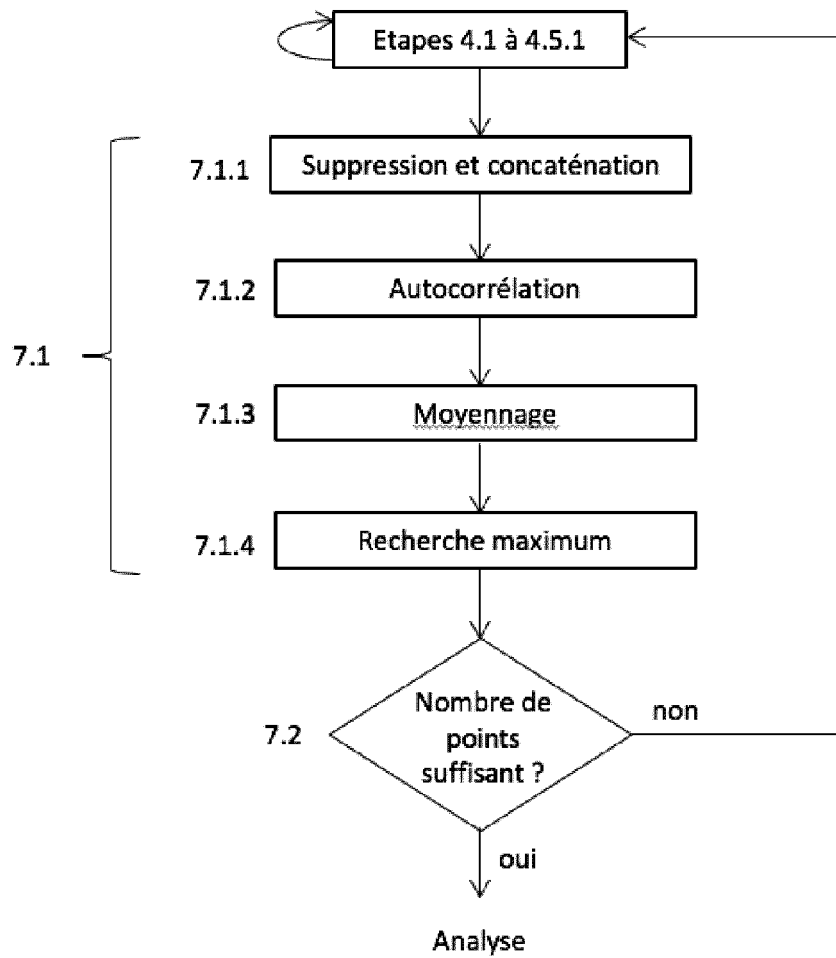 Etapes 4.1 à 4.5.1
7.1
7.1.1
Suppression et concaténation
7.1.2
Autocorrélation
7.1.3
Moyennage
7.1.4
Recherche maximum
7.2
Nombre de
points
suffisant ?
non
oui
Analyse